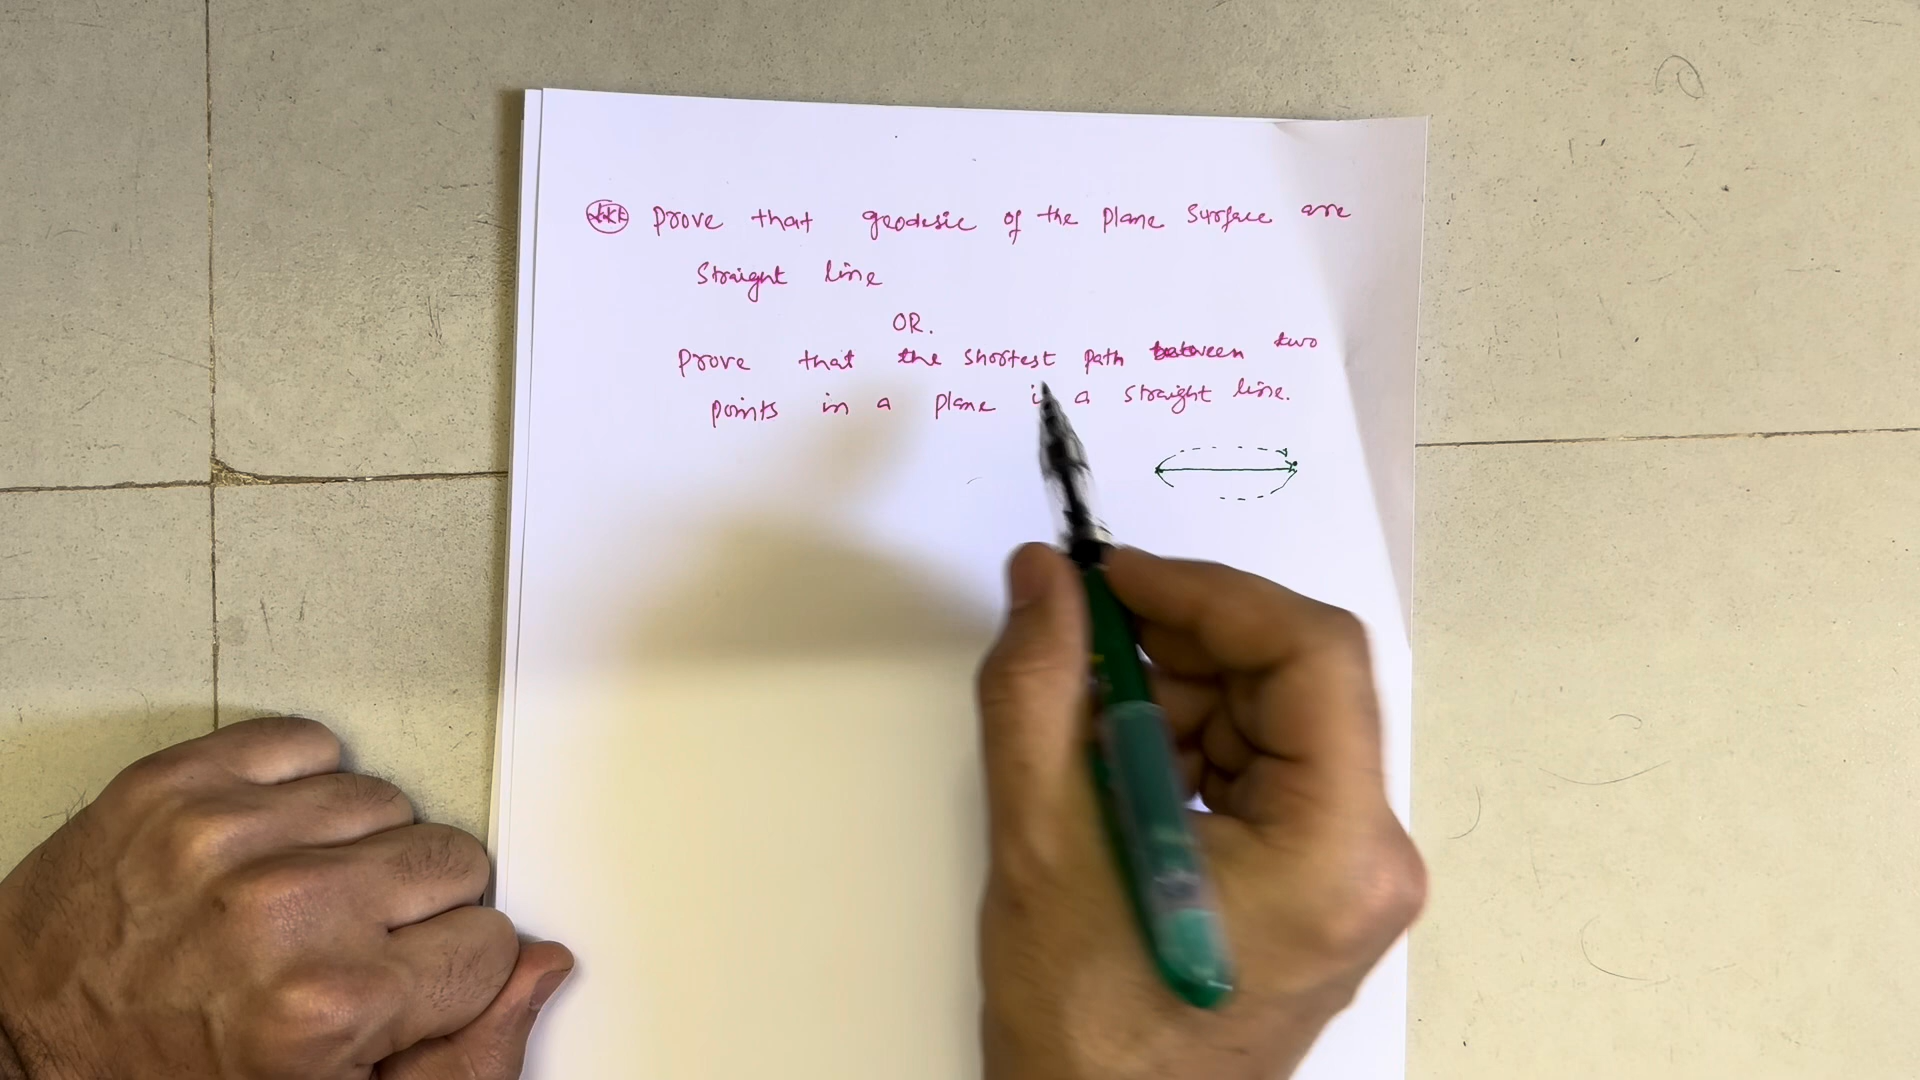 Prove that geodesic of the plane surface are
Straight line
OR.
Prove that the shortest path between two
points in a plane is a straight line.